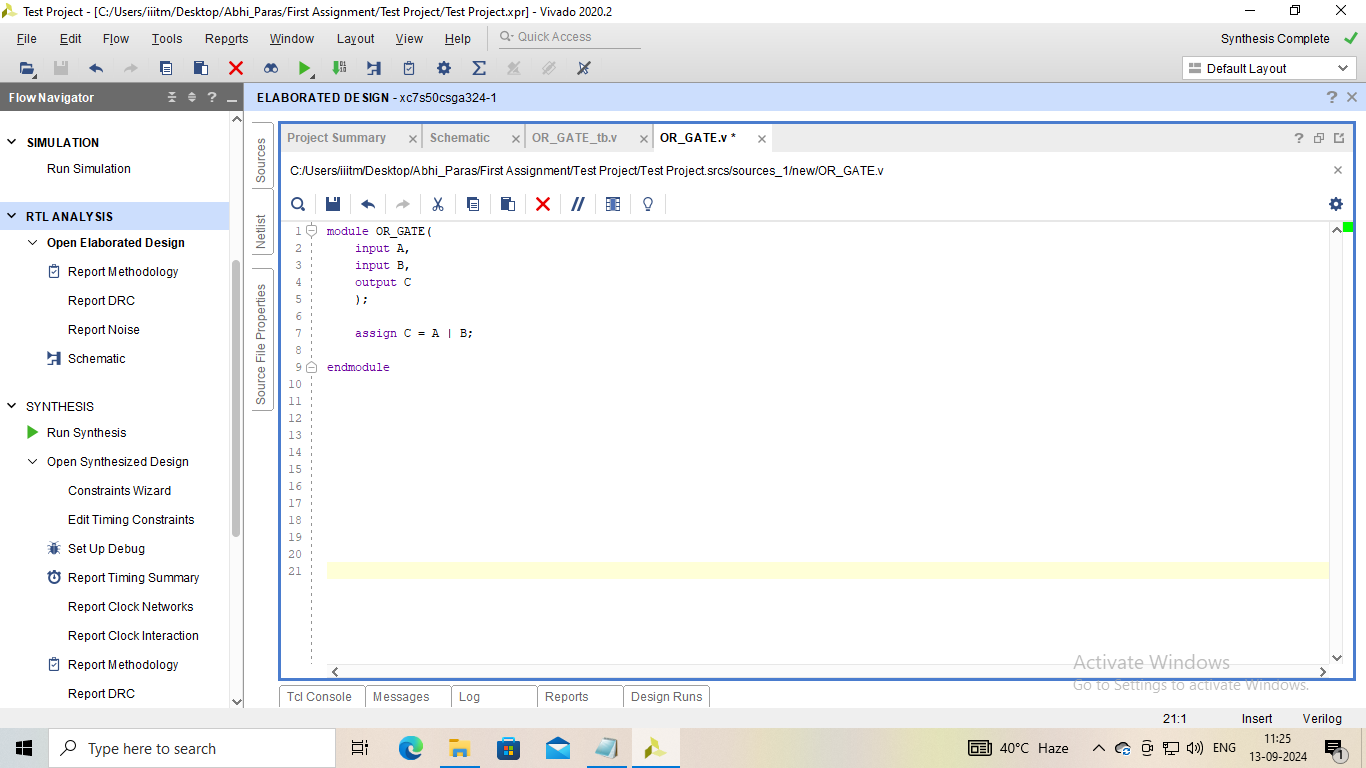 Test Project - [C:/Users/iiitm/Desktop/Abhi_Paras/First Assignment/Test Project/Test Project.xpr] - Vivado 2020.2
File Edit Flow Tools Reports Window Layout View Help Quick Access
Synthesis Complete
Default Layout
Flow Navigator
SIMULATION
Run Simulation
RTL ANALYSIS
Open Elaborated Design
Report Methodology
Report DRC
Report Noise
Schematic
SYNTHESIS
Run Synthesis
Open Synthesized Design
Constraints Wizard
Edit Timing Constraints
Set Up Debug
Report Timing Summary
Report Clock Networks
Report Clock Interaction
Report Methodology
Report DRC
ELABORATED DESIGN - xc7s50csga324-1
Sources
Netlist
Source File Properties
Project Summary Schematic OR_GATE_tb.v OR_GATE.v *
C:/Users/iiitm/Desktop/Abhi_Paras/First Assignment/Test Project/Test Project.srcs/sources_1/new/OR_GATE.v
1 module OR_GATE(
2 input A,
3 input B,
4 output C
5 );
6
7 assign C = A | B;
8
9 endmodule
10
11
12
13
14
15
16
17
18
19
20
21
Activate Windows
Go to Settings to activate Windows.
Tcl Console Messages Log Reports Design Runs
21:1 Insert Verilog
Type here to search
40°C Haze
ENG
11:25
13-09-2024
1